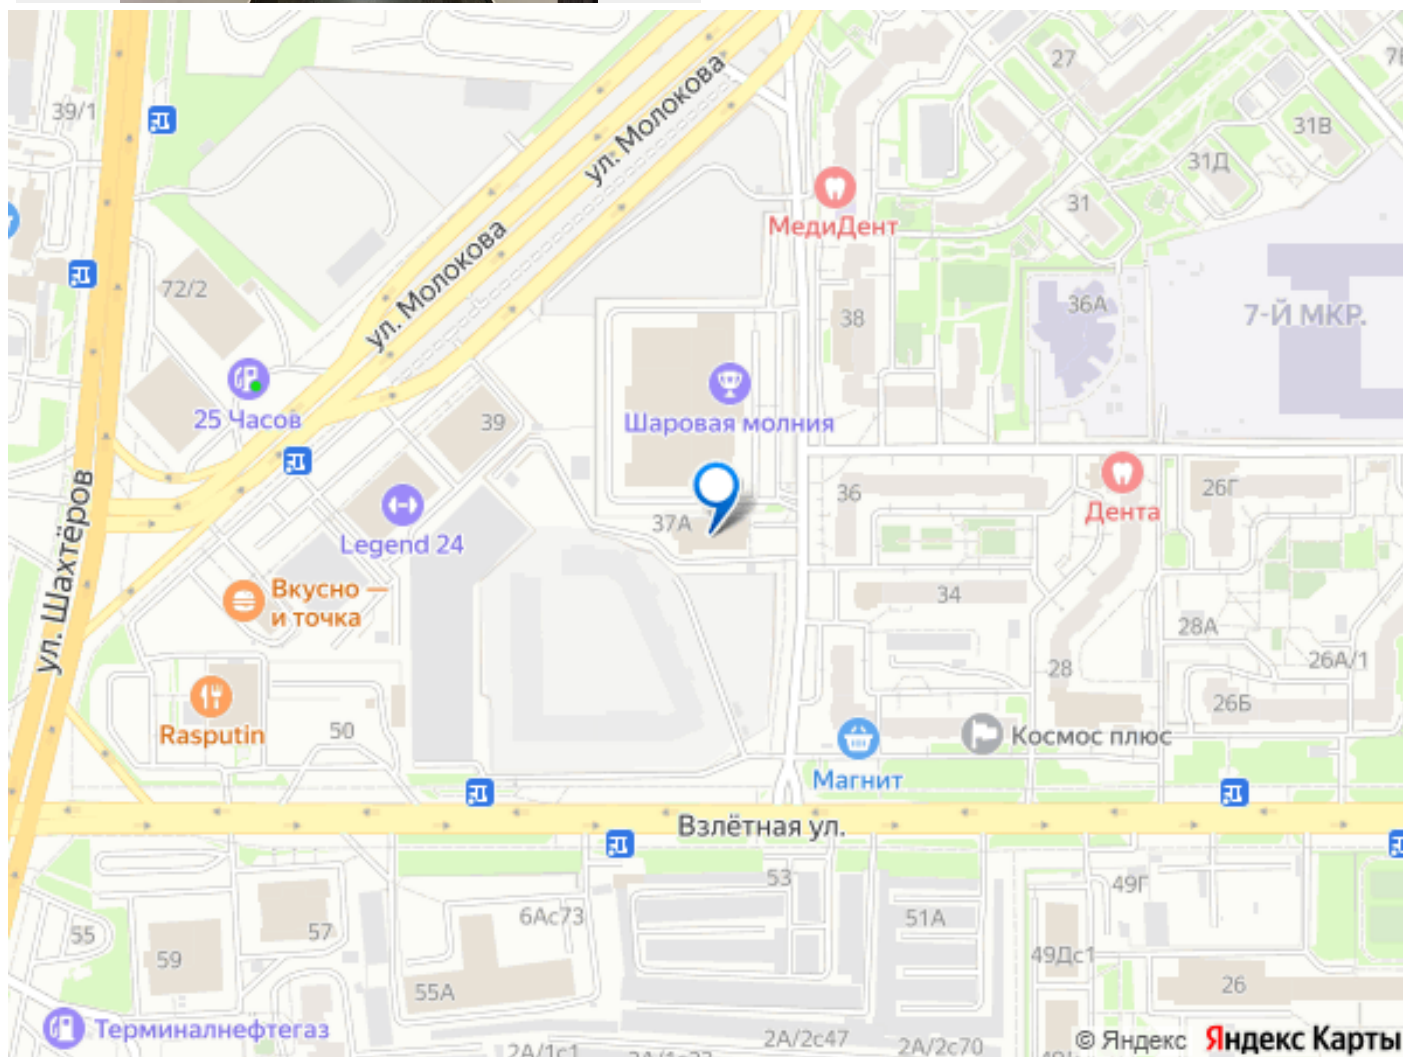 27
39/1
ул. Молокова
31В
31Д
МедиДент
31
ул. Молокова
72/2
36А
7-Й МКР.
38
25 Часов
39
Шаровая молния
ул. Шахтёров
36
26Г
Дента
37А
Legend 24
Вкусно —
и точка
34
28А
26А/1
28
26Б
Rasputin
50
Космос плюс
Магнит
Взлётная ул.
53
49Г
6Ас73
51А
55
57
59
49Дс1
55А
26
Терминалнефтегаз
2А/2с47
2А/2с70
2А/1с1
© Яндекс Яндекс Карты